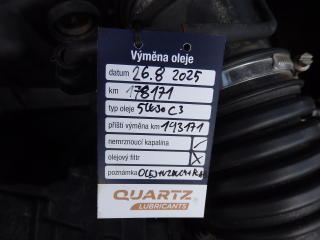 Výměna oleje
datum 26.8 2025
km 178171
typ oleje 5W30 C3
příští výměna km 193171
nemrznoucí kapalina
olejový filtr
poznámka
QUARTZ
LUBRICANTS